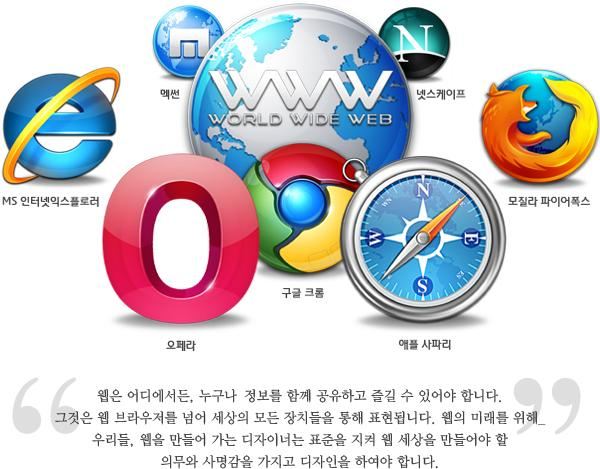 WWW
WORLD WIDE WEB
N
멕썬
넷스케이프
MS 인터넷익스플로러
모질라 파이어폭스
N
W
E
S
구글 크롬
오페라
애플 사파리
“ 웹은 어디에서든, 누구나 정보를 함께 공유하고 즐길 수 있어야 합니다. ”
그것은 웹 브라우저를 넘어 세상의 모든 장치들을 통해 표현됩니다. 웹의 미래를 위해_
우리들, 웹을 만들어 가는 디자이너는 표준을 지켜 웹 세상을 만들어야 할
의무와 사명감을 가지고 디자인을 하여야 합니다.